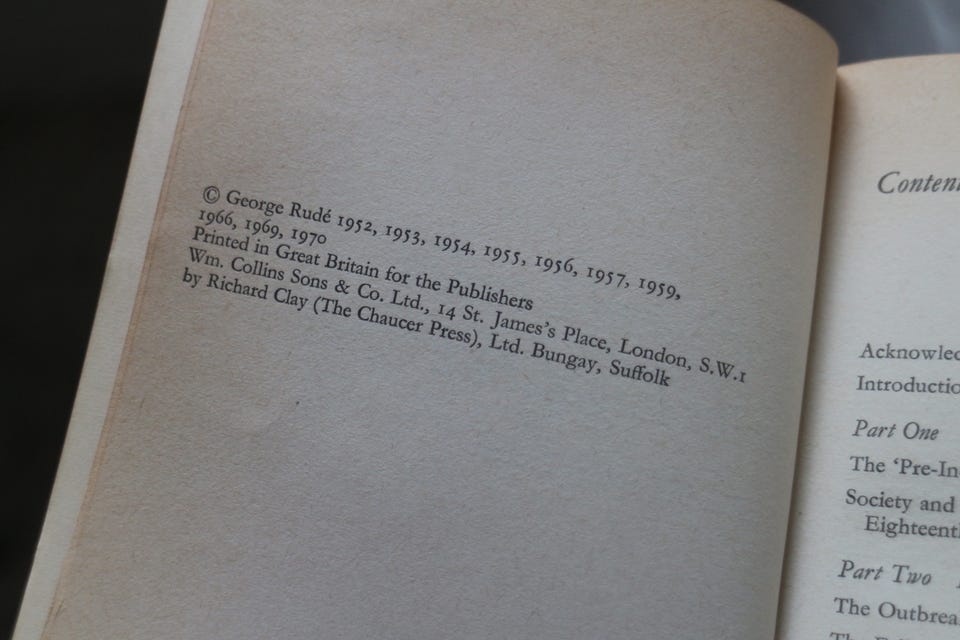 © George Rudé 1952, 1953, 1954, 1955, 1956, 1957, 1959,
1966, 1969, 1970
Printed in Great Britain for the Publishers
Wm. Collins Sons & Co. Ltd., 14 St. James's Place, London, S.W.1
by Richard Clay (The Chaucer Press), Ltd. Bungay, Suffolk
Conten
Acknowled
Introductio
Part One
The ‘Pre-In
Society and
Eighteenth
Part Two
The Outbrea